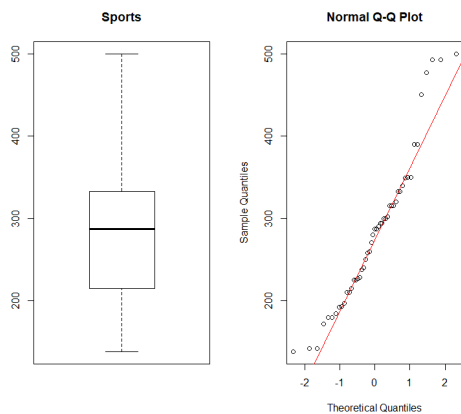 Sports
Normal Q-Q Plot
500
400
300
200
Sample Quantiles
500
400
300
200
-2 -1 0 1 2
Theoretical Quantiles